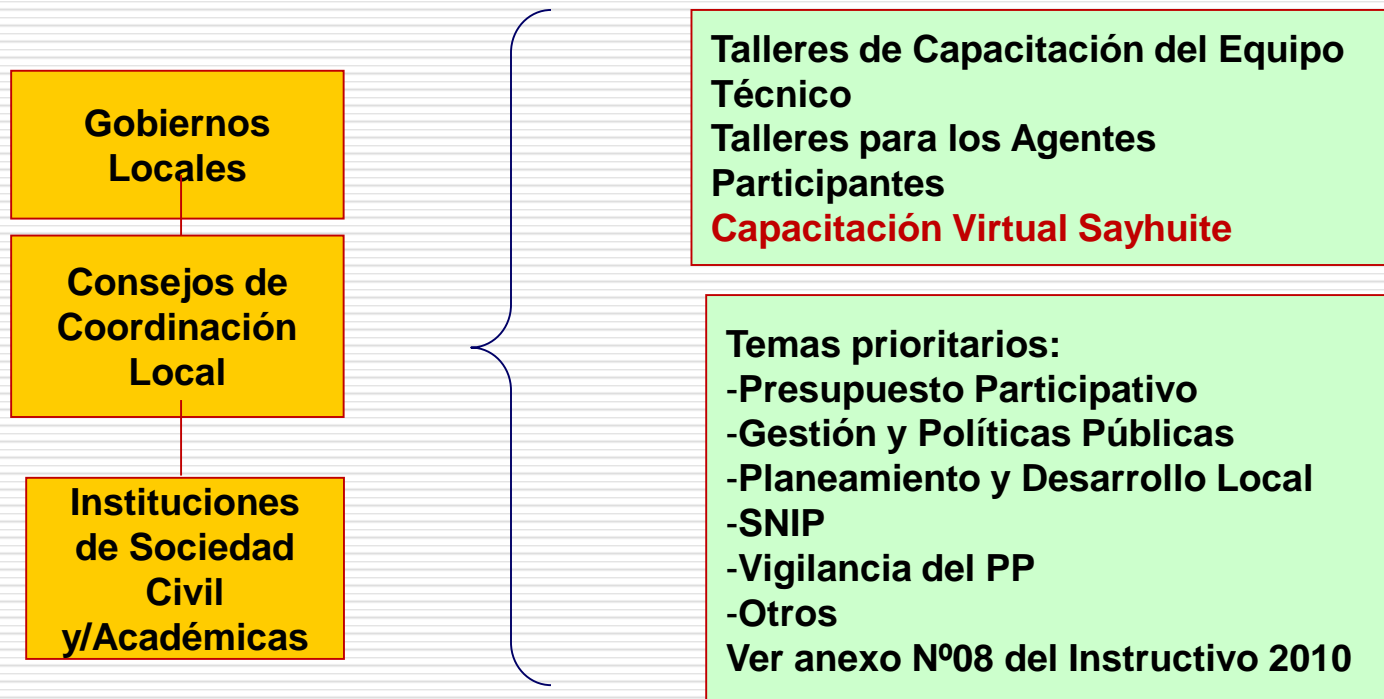 Gobiernos
Locales
Consejos de
Coordinación
Local
Instituciones
de Sociedad
Civil
y/Académicas
Talleres de Capacitación del Equipo
Técnico
Talleres para los Agentes
Participantes
Capacitación Virtual Sayhuite
Temas prioritarios:
-Presupuesto Participativo
-Gestión y Políticas Públicas
-Planeamiento y Desarrollo Local
-SNIP
-Vigilancia del PP
-Otros
Ver anexo Nº08 del Instructivo 2010